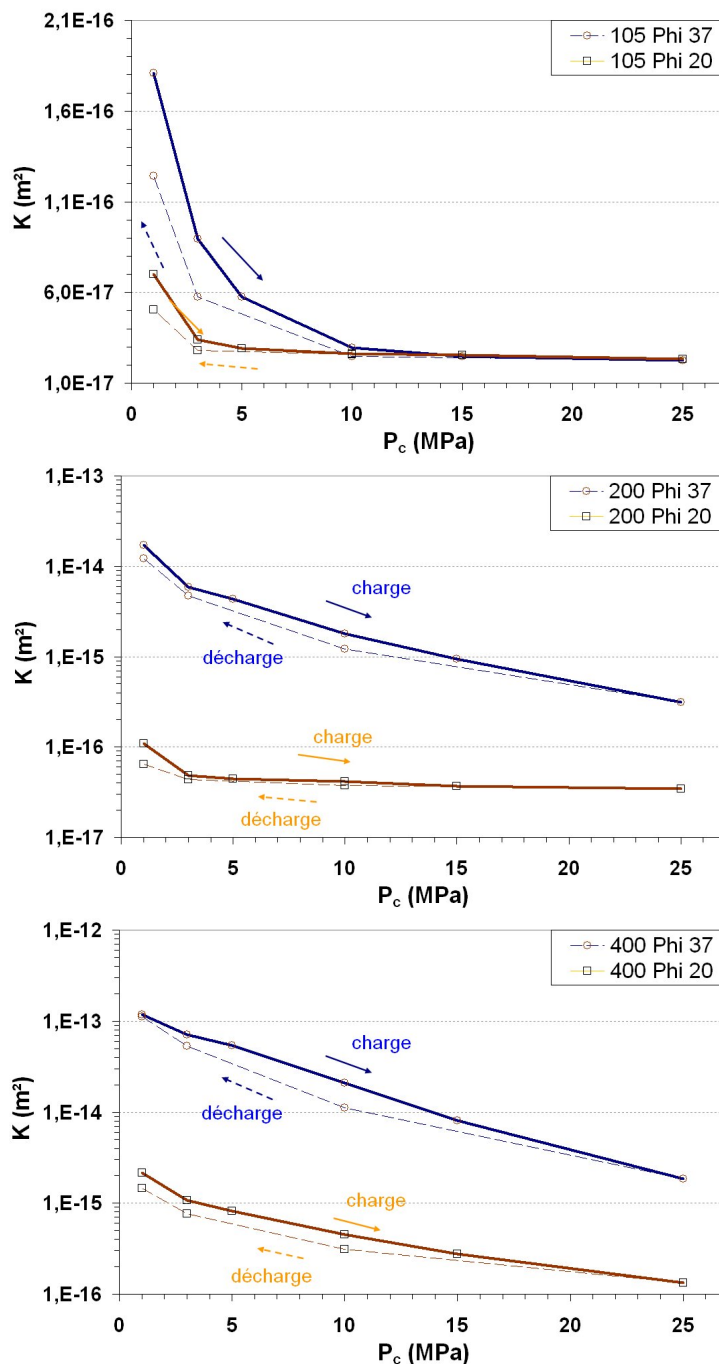 2,1E-16
105 Phi 37
105 Phi 20
1,6E-16
1,1E-16
6,0E-17
1,0E-17
K (m²)
0 5 10 15 20 25
Pc (MPa)
1,E-13
200 Phi 37
200 Phi 20
1,E-14
charge
décharge
1,E-15
K (m²)
1,E-16
charge
décharge
1,E-17
0 5 10 15 20 25
Pc (MPa)
1,E-12
400 Phi 37
400 Phi 20
1,E-13
charge
décharge
K (m²)
1,E-14
1,E-15
charge
décharge
1,E-16
0 5 10 15 20 25
Pc (MPa)